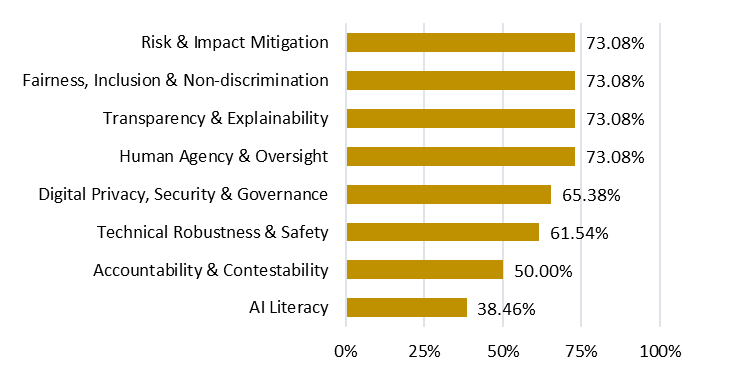 Risk & Impact Mitigation 73.08%
Fairness, Inclusion & Non-discrimination 73.08%
Transparency & Explainability 73.08%
Human Agency & Oversight 73.08%
Digital Privacy, Security & Governance 65.38%
Technical Robustness & Safety 61.54%
Accountability & Contestability 50.00%
AI Literacy 38.46%
0% 25% 50% 75% 100%